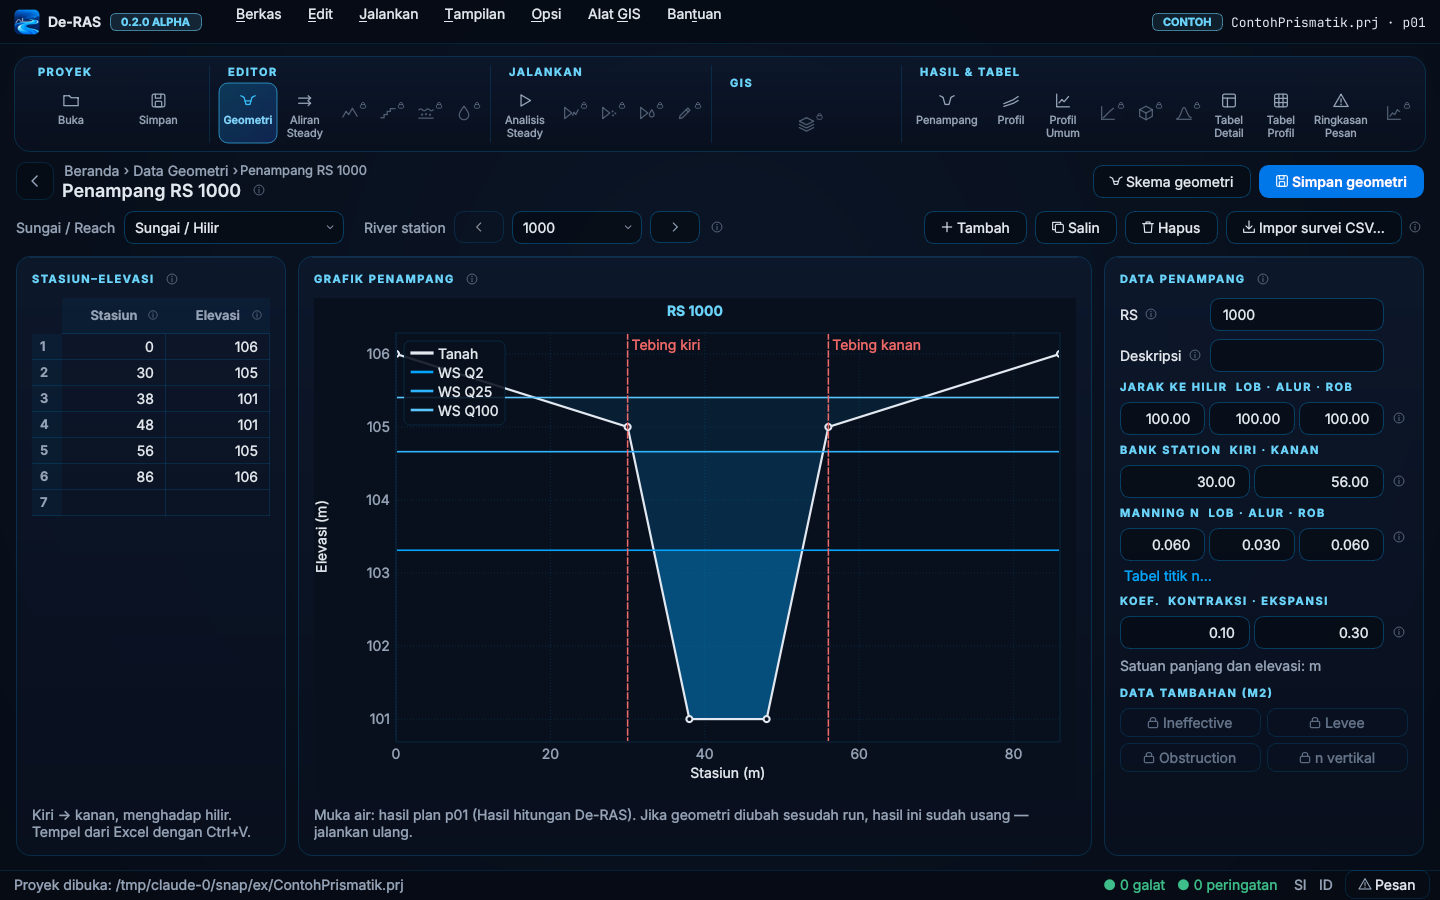 De-RAS 0.2.0 ALPHA Berkas Edit Jalankan Tampilan Opsi Alat GIS Bantuan CONTOH ContohPrismatik.prj · p01
PROYEK EDITOR JALANKAN GIS HASIL & TABEL
Buka Simpan Geometri Aliran Steady Analisis Steady Penampang Profil Profil Umum Tabel Detail Tabel Profil Ringkasan Pesan
Beranda › Data Geometri › Penampang RS 1000
Penampang RS 1000
Skema geometri Simpan geometri
Sungai / Reach Sungai / Hilir River station 1000 Tambah Salin Hapus Impor survei CSV...
STASIUN–ELEVASI
Stasiun Elevasi
1 0 106
2 30 105
3 38 101
4 48 101
5 56 105
6 86 106
7
Kiri → kanan, menghadap hilir.
Tempel dari Excel dengan Ctrl+V.
GRAFIK PENAMPANG
RS 1000
Tebing kiri Tebing kanan
Tanah
WS Q2
WS Q25
WS Q100
106
105
104
103
102
101
Elevasi (m)
0 20 40 60 80
Stasiun (m)
Muka air: hasil plan p01 (Hasil hitungan De-RAS). Jika geometri diubah sesudah run, hasil ini sudah usang —
jalankan ulang.
DATA PENAMPANG
RS 1000
Deskripsi
JARAK KE HILIR LOB · ALUR · ROB
100.00 100.00 100.00
BANK STATION KIRI · KANAN
30.00 56.00
MANNING N LOB · ALUR · ROB
0.060 0.030 0.060
Tabel titik n...
KOEF. KONTRAKSI · EKSPANSI
0.10 0.30
Satuan panjang dan elevasi: m
DATA TAMBAHAN (M2)
Ineffective Levee
Obstruction n vertikal
Proyek dibuka: /tmp/claude-0/snap/ex/ContohPrismatik.prj 0 galat 0 peringatan SI ID Pesan